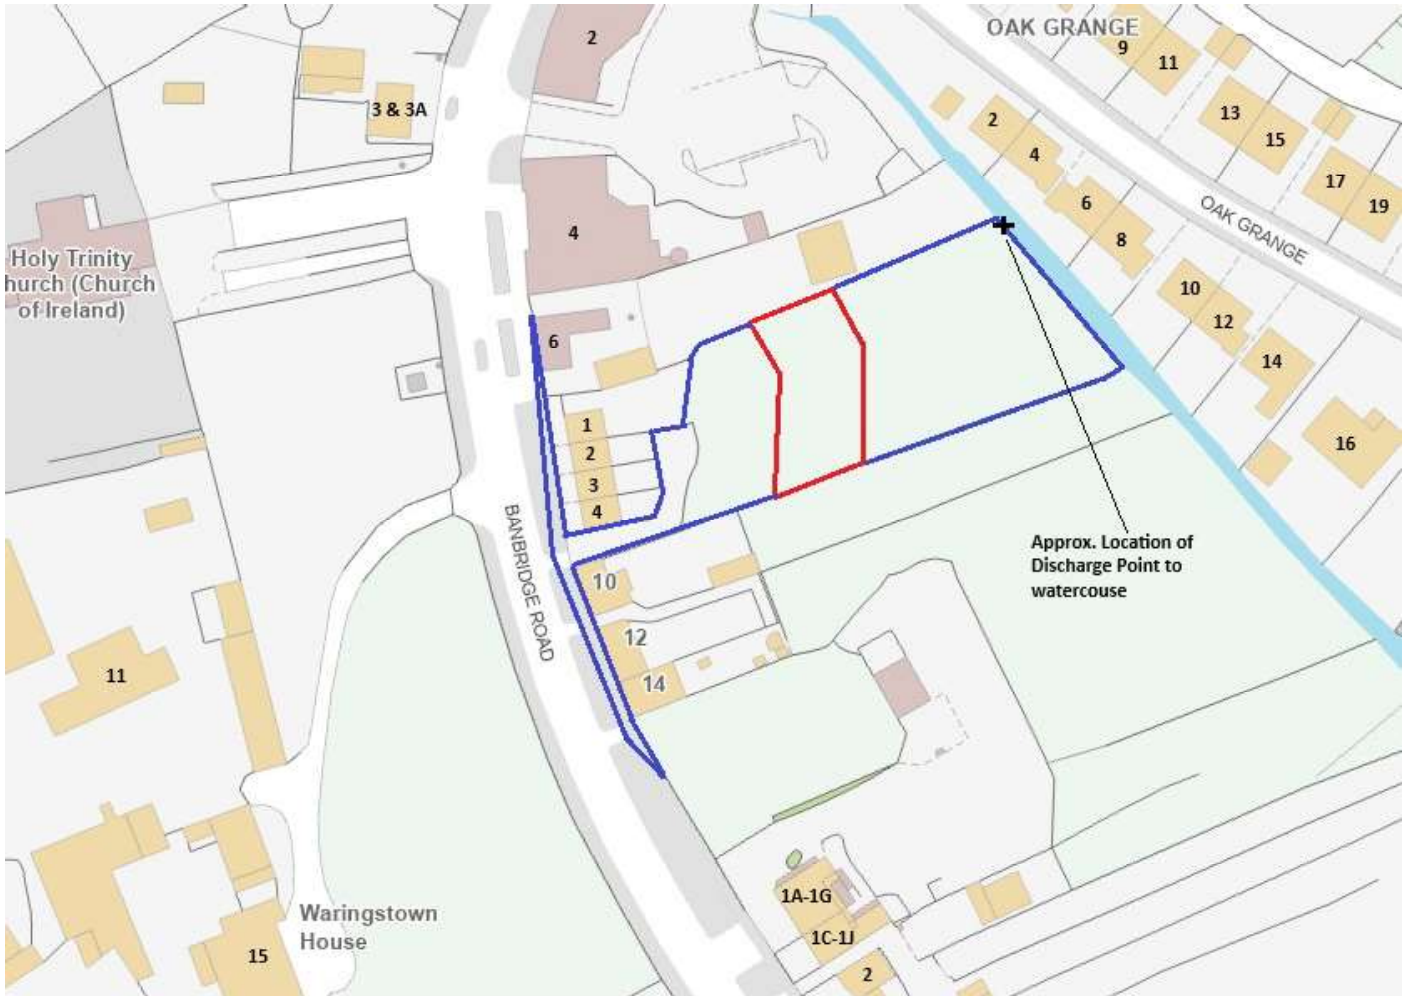 OAK GRANGE
2
9
11
3 & 3A
2
4
13
15
17
19
6
8
OAK GRANGE
4
Holy Trinity
hurch (Church
of Ireland)
10
12
14
6
16
1
2
3
4
BANBRIDGE ROAD
Approx. Location of
Discharge Point to
watercouse
10
12
14
11
1A-1G
1C-1J
2
Waringstown
House
15